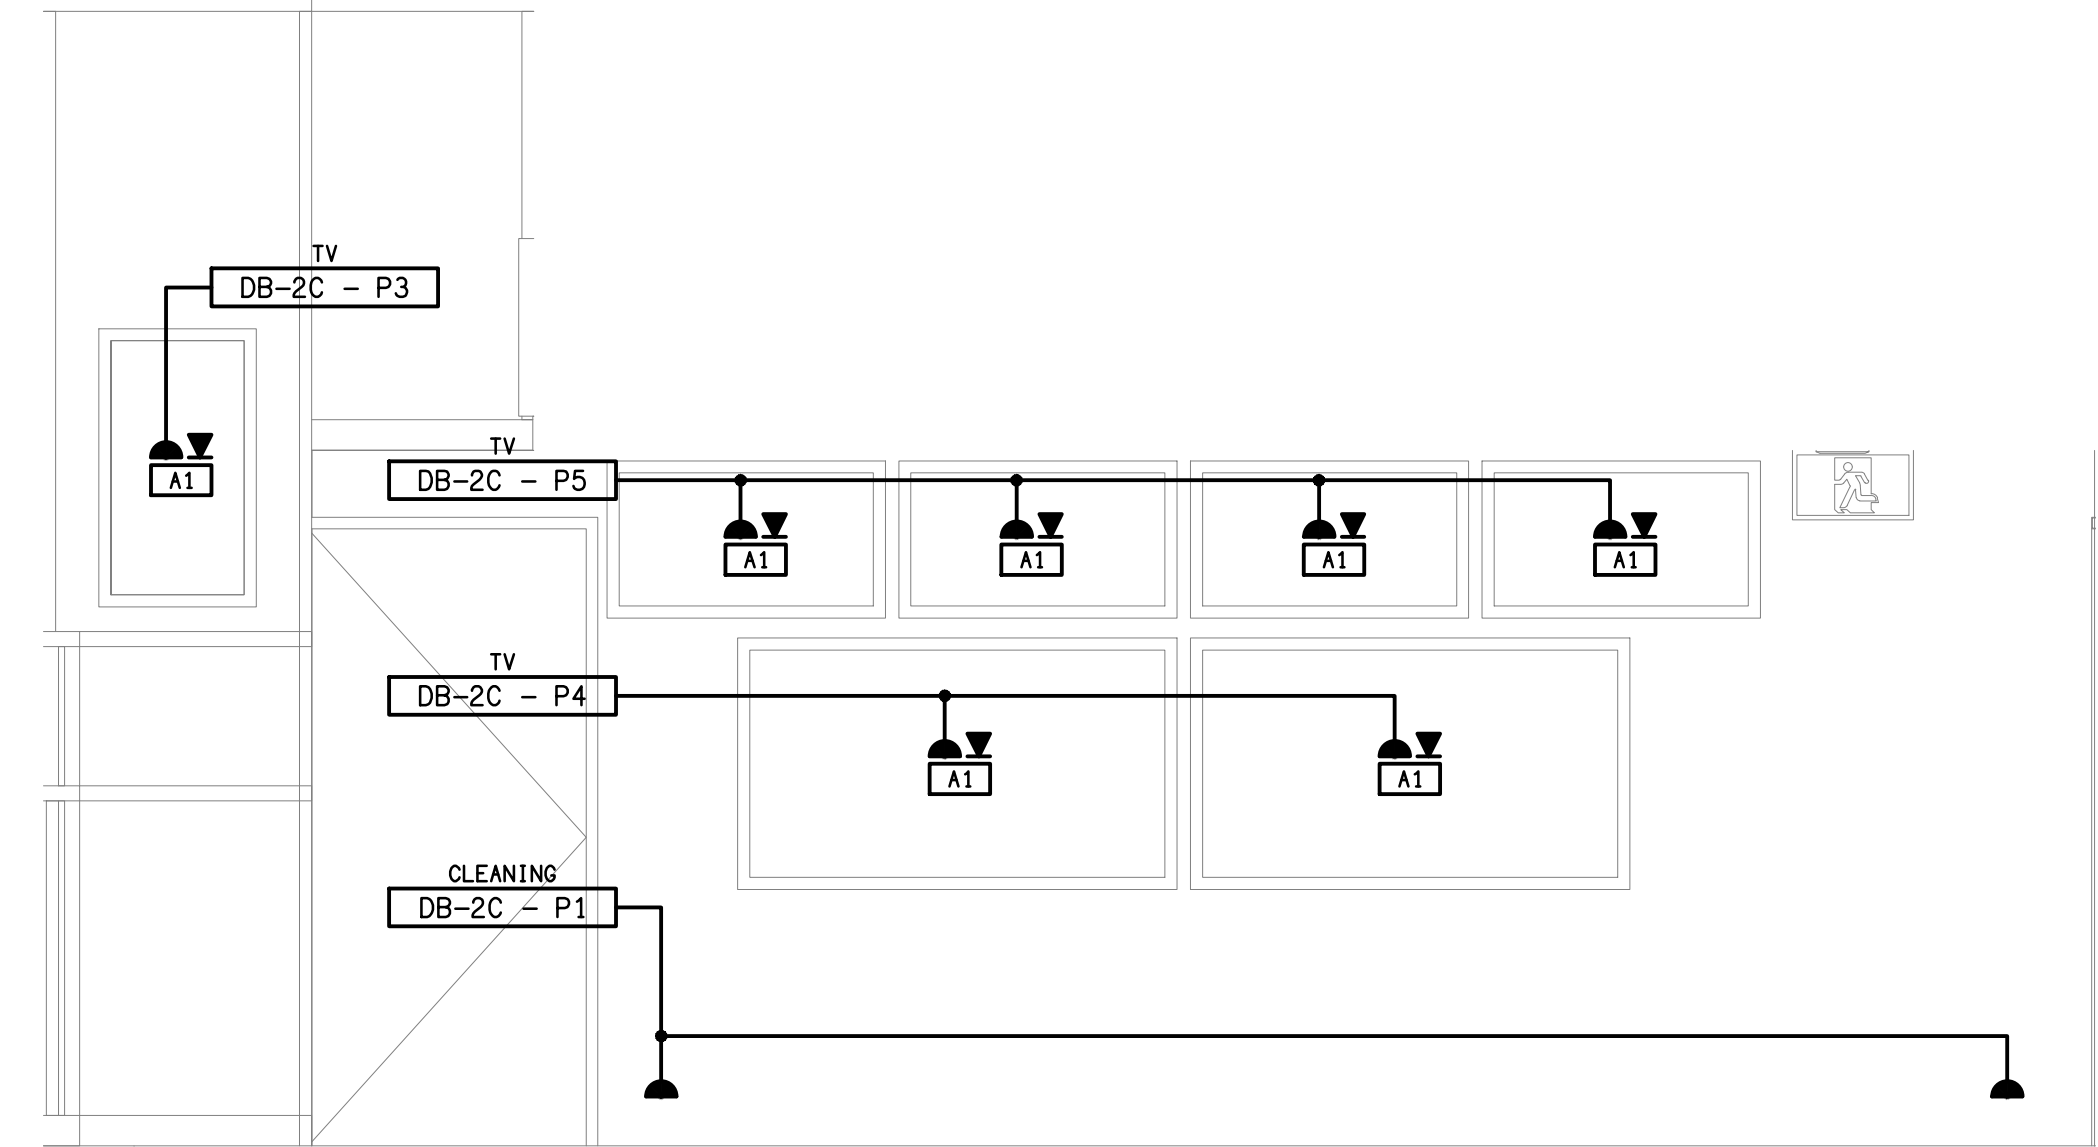 TV
DB-2C - P3
A1
TV
DB-2C - P5
A1
A1
A1
A1
TV
DB-2C - P4
A1
A1
CLEANING
DB-2C - P1